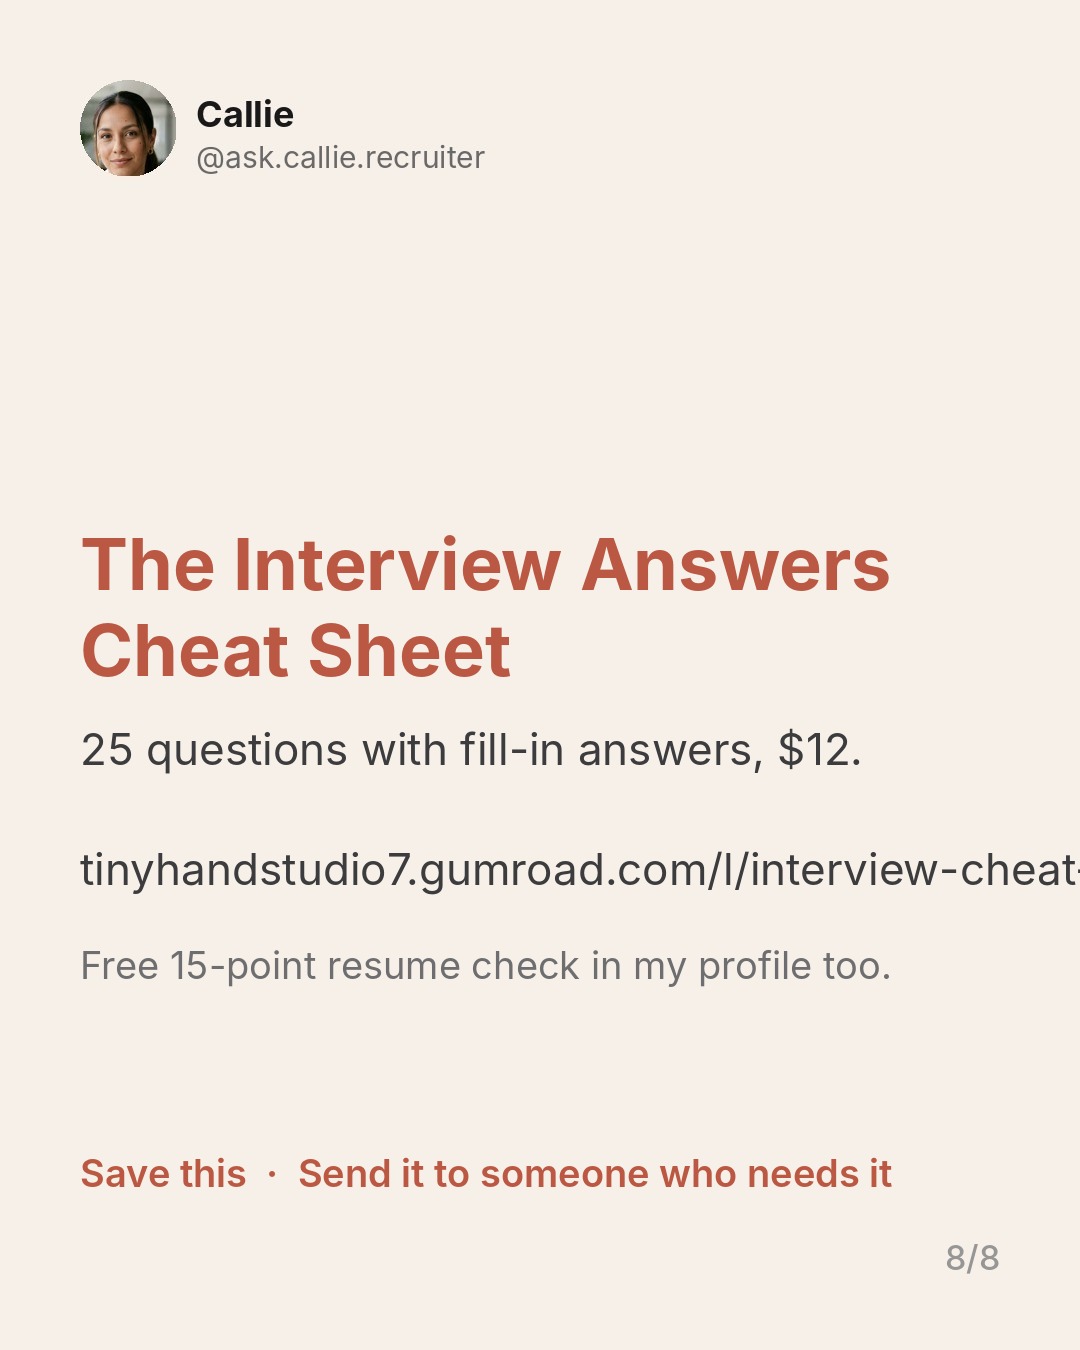 Callie
@ask.callie.recruiter
The Interview Answers
Cheat Sheet
25 questions with fill-in answers, $12.
tinyhandstudio7.gumroad.com/l/interview-cheat-
Free 15-point resume check in my profile too.
Save this · Send it to someone who needs it
8/8